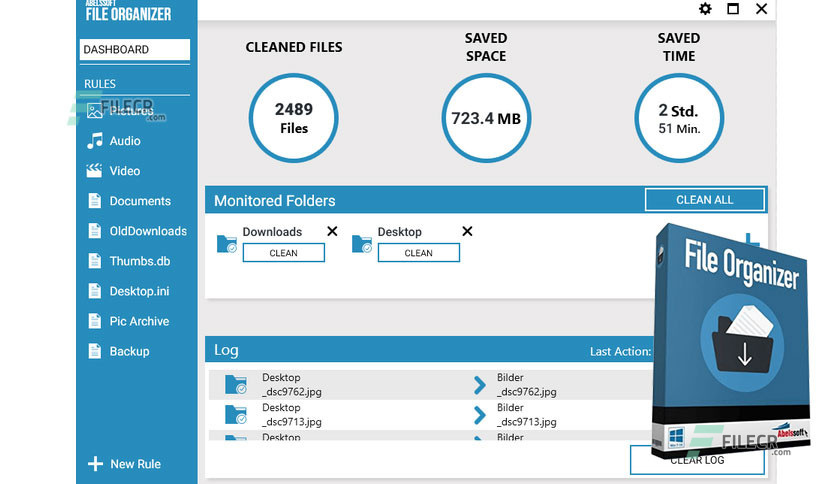 ABELSSOFT
FILE ORGANIZER
DASHBOARD
RULES
Pictures
Audio
Video
Documents
OldDownloads
Thumbs.db
Desktop.ini
Pic Archive
Backup
New Rule
FILECR
.com
CLEANED FILES
2489
Files
SAVED
SPACE
723.4 MB
SAVED
TIME
2 Std.
51 Min.
Monitored Folders
CLEAN ALL
Downloads
CLEAN
Desktop
CLEAN
Log
Last Action:
Desktop
_dsc9762.jpg
Bilder
_dsc9762.jpg
Desktop
_dsc9713.jpg
Bilder
_dsc9713.jpg
Desktop
Bilder
CLEAR LOG
File Organizer
Abelssoft
FILECR
.com